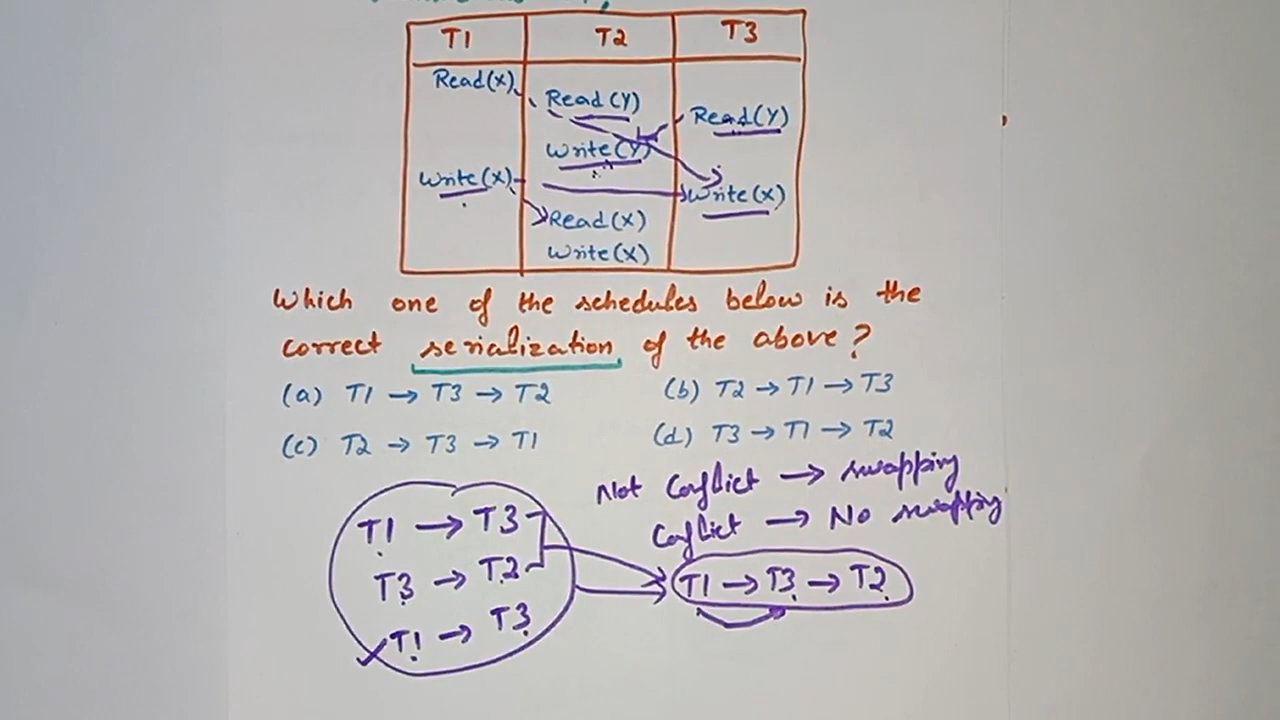 T1 T2 T3
Read(X)
Read(Y)
Read(Y)
Write(Y)
Write(X)
Write(X)
Read(X)
Write(X)
Which one of the schedules below is the
correct serialization of the above?
(a) T1 → T3 → T2 (b) T2 → T1 → T3
(c) T2 → T3 → T1 (d) T3 → T1 → T2
Not Conflict → swapping
Conflict → No swapping
T1 → T3
T3 → T2
T1 → T3
T1 → T3 → T2